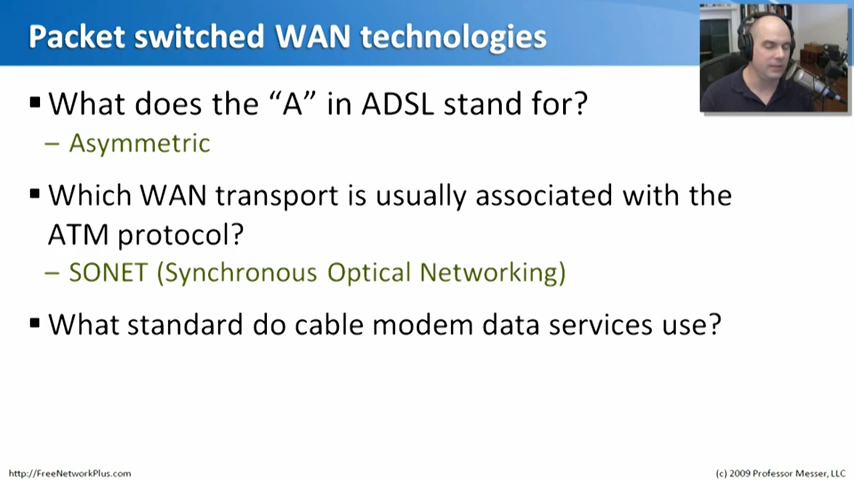 Packet switched WAN technologies
▪ What does the “A” in ADSL stand for?
– Asymmetric
▪ Which WAN transport is usually associated with the
ATM protocol?
– SONET (Synchronous Optical Networking)
▪ What standard do cable modem data services use?
http://FreeNetworkPlus.com
(c) 2009 Professor Messer, LLC